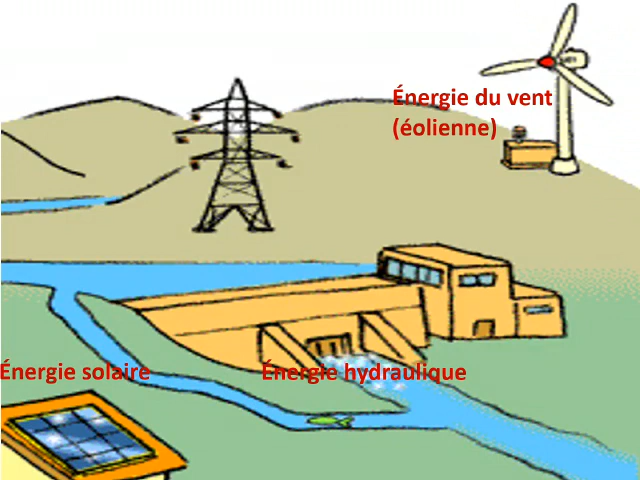 Énergie du vent
(éolienne)
Énergie solaire
Énergie hydraulique